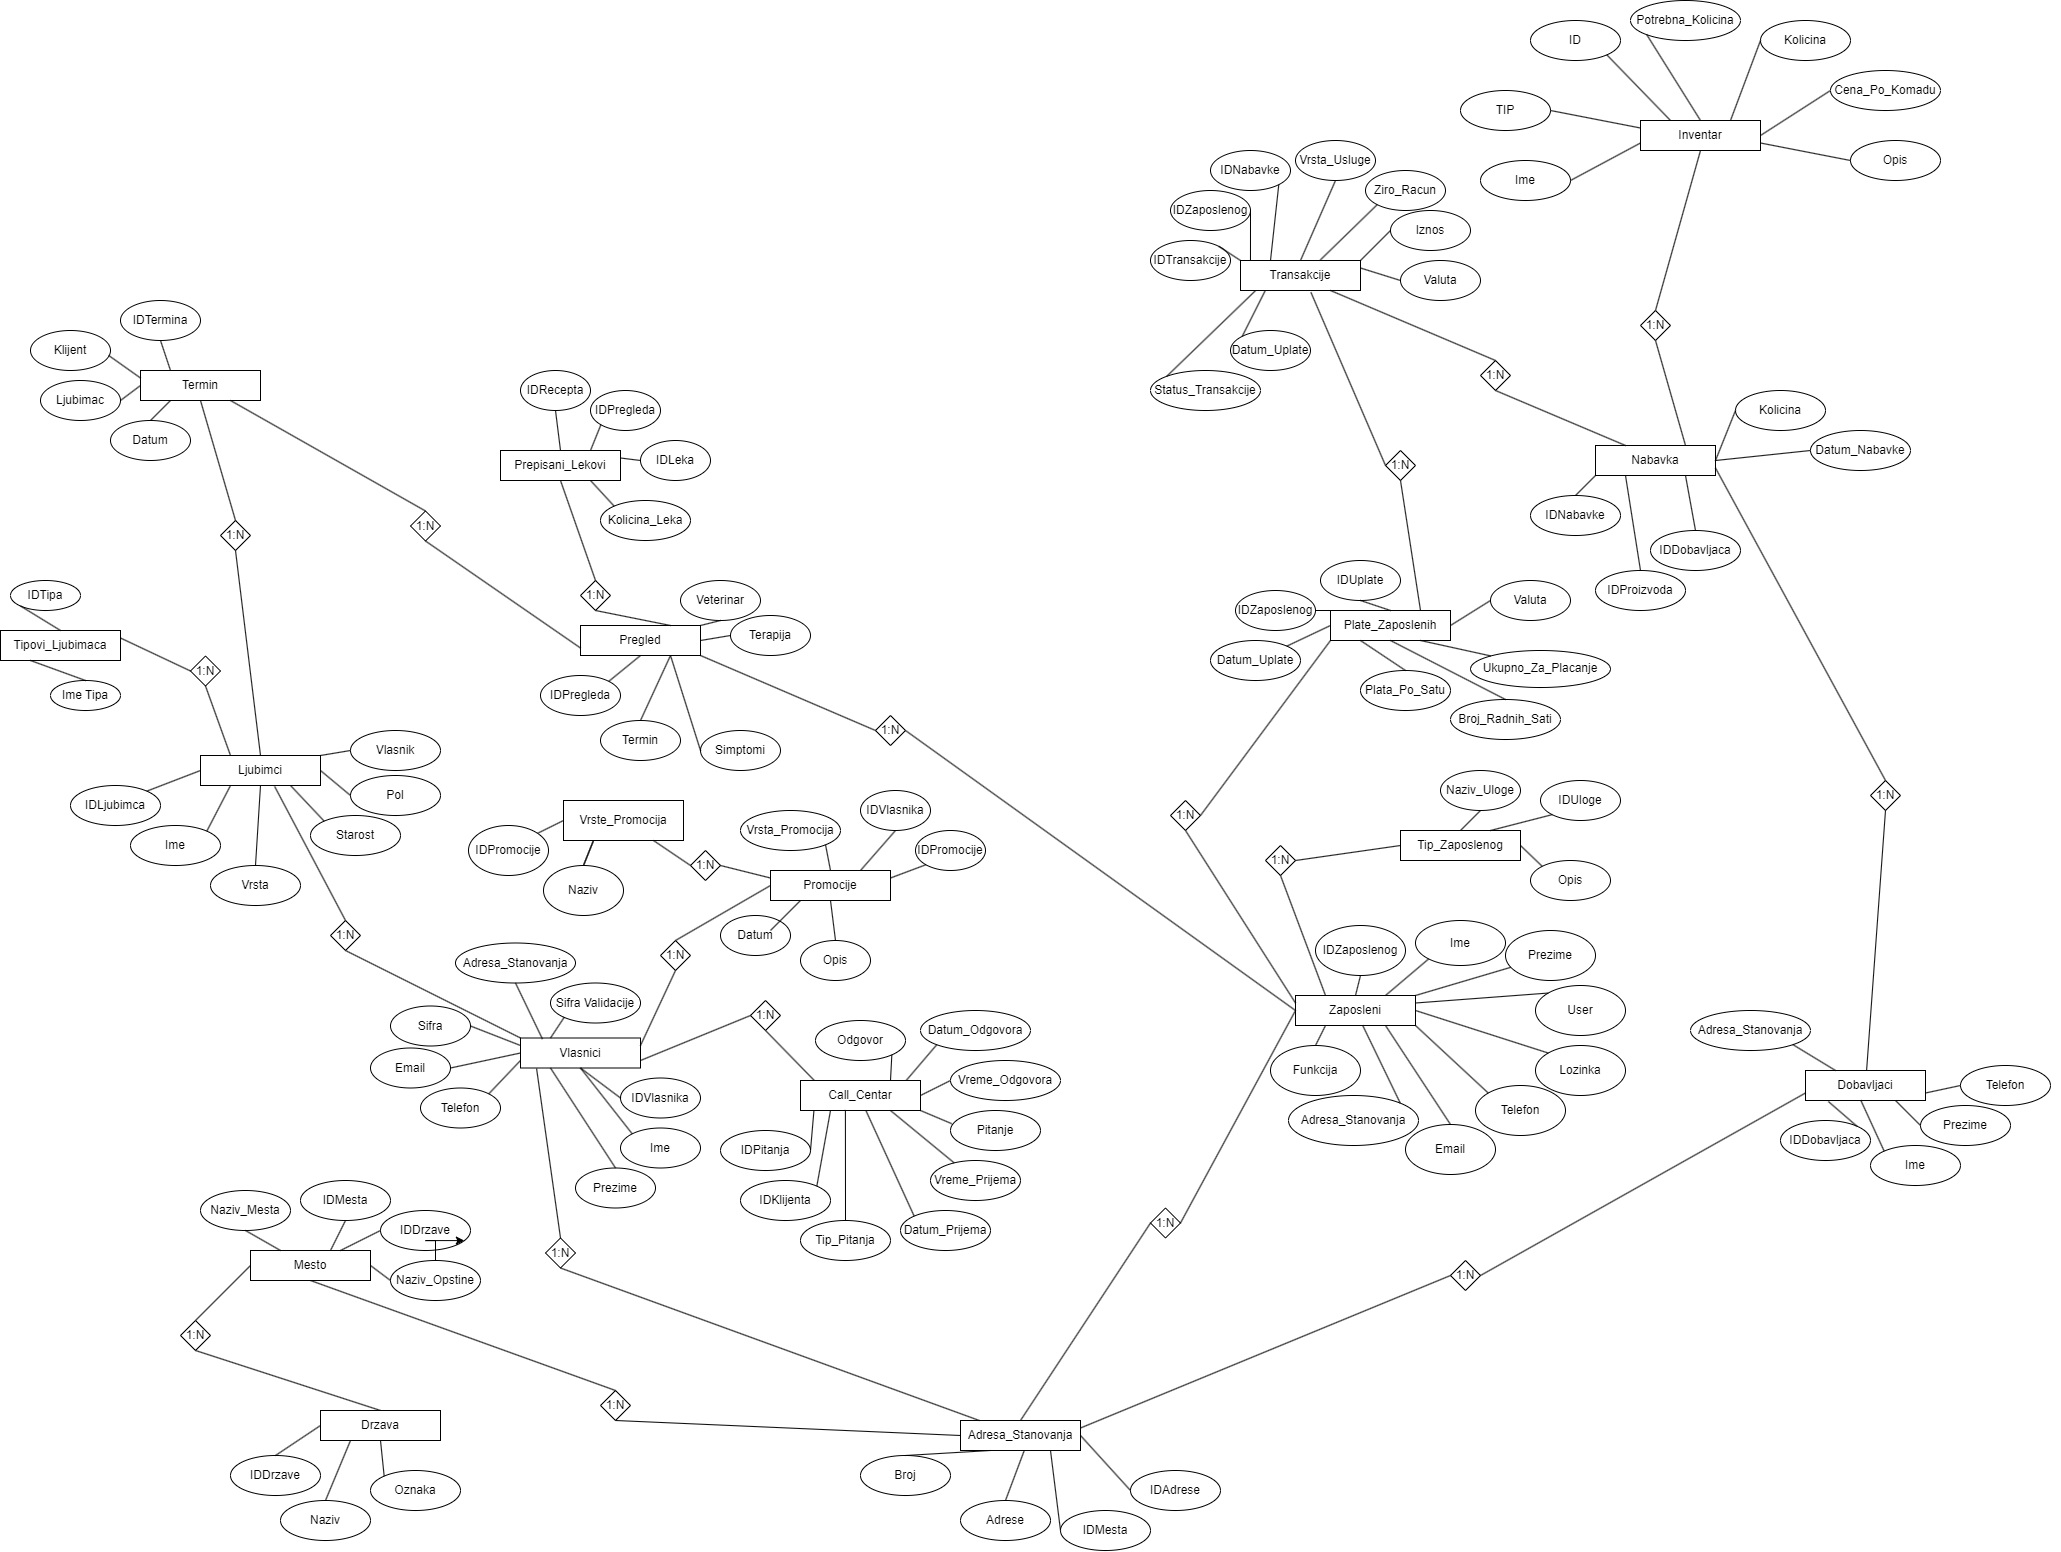 Potrebna_Kolicina
ID
Kolicina
Cena_Po_Komadu
TIP
Inventar
Opis
Ime
1:N
Vrsta_Usluge
IDNabavke
Ziro_Racun
IDZaposlenog
Iznos
IDTransakcije
Transakcije
Valuta
Datum_Uplate
Status_Transakcije
1:N
1:N
Kolicina
Datum_Nabavke
Nabavka
IDNabavke
IDDobavljaca
IDProizvoda
IDTermina
Klijent
Termin
Ljubimac
Datum
1:N
1:N
IDRecepta
IDPregleda
Prepisani_Lekovi
IDLeka
Kolicina_Leka
1:N
IDTipa
Tipovi_Ljubimaca
Ime Tipa
1:N
Veterinar
Pregled
Terapija
IDPregleda
Termin
Simptomi
1:N
IDUplate
IDZaposlenog
Valuta
Plate_Zaposlenih
Datum_Uplate
Ukupno_Za_Placanje
Plata_Po_Satu
Broj_Radnih_Sati
1:N
1:N
Vlasnik
Ljubimci
Pol
IDLjubimca
Starost
Ime
Vrsta
1:N
Vrste_Promocija
IDPromocije
Naziv
1:N
IDVlasnika
Vrsta_Promocija
IDPromocije
Promocije
Datum
Opis
1:N
Naziv_Uloge
IDUloge
Tip_Zaposlenog
1:N
Opis
IDZaposlenog
Ime
Prezime
Zaposleni
User
Funkcija
Lozinka
Adresa_Stanovanja
Telefon
Email
Adresa_Stanovanja
Sifra Validacije
Sifra
Vlasnici
Email
Telefon
IDVlasnika
Ime
Prezime
1:N
Odgovor
Datum_Odgovora
Vreme_Odgovora
Call_Centar
Pitanje
IDPitanja
Vreme_Prijema
IDKlijenta
Datum_Prijema
Tip_Pitanja
Adresa_Stanovanja
Dobavljaci
Telefon
Prezime
IDDobavljaca
Ime
IDMesta
Naziv_Mesta
IDDrzave
Mesto
Naziv_Opstine
1:N
1:N
1:N
1:N
1:N
Drzava
IDDrzave
Oznaka
Naziv
Adresa_Stanovanja
Broj
IDAdrese
Adrese
IDMesta